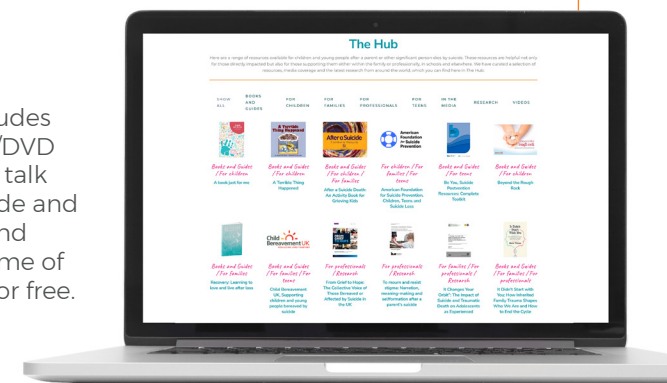 udes
/DVD
talk
de and
nd
me of
or free.
The Hub
Here are a range of resources available for children and young people after a parent or other significant person dies by suicide. These resources are helpful not only
for those directly impacted but also for those supporting them either within the family or professionally, in schools and elsewhere. We have curated a selection of
resources, media coverage and the latest research from around the world, which you can find here in The Hub.
SHOW ALL
BOOKS AND GUIDES
FOR CHILDREN
FOR FAMILIES
FOR PROFESSIONALS
FOR TEENS
IN THE MEDIA
RESEARCH
VIDEOS
A Terrible
Thing Happened
After a Suicide
American
Foundation
for Suicide
Prevention
Books and Guides
/ For children
A book just for me
Books and Guides
/ For children
A Terrible Thing
Happened
Books and Guides
/ For children /
For families
After a Suicide Death:
An Activity Book for
Grieving Kids
For children / For
families / For
teens
American Foundation
for Suicide Prevention,
Children, Teens, and
Suicide Loss
Books and Guides
/ For teens
Be You, Suicide
Postvention
Resources: Complete
Toolkit
Books and Guides
/ For children
Beyond the Rough
Rock
Child
Bereavement UK
Books and Guides
/ For families
Recovery: Learning to
love and live after loss
Books and Guides
/ For families / For
teens
Child Bereavement
UK, Supporting
children and young
people bereaved by
suicide
For professionals
/ Research
From Grief to Hope:
The Collective Voice of
Those Bereaved or
Affected by Suicide in
the UK
For professionals
/ Research
To mourn and resist
stigma: Narration,
meaning-making and
selfformation after a
parent's suicide
For families / For
professionals /
Research
It Changes Your
Orbit": The Impact of
Suicide and Traumatic
Death on Adolescents
as Experienced
Books and Guides
/ For families / For
professionals
It Didn't Start with
You: How Inherited
Family Trauma Shapes
Who We Are and How
to End the Cycle